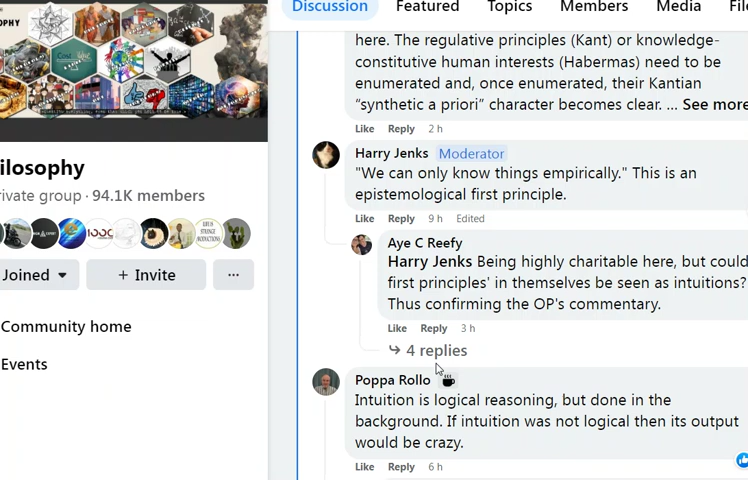 Discussion Featured Topics Members Media
OSOPHY
Cost
ilosophy
rivate group · 94.1K members
Joined
+ Invite
...
Community home
Events
here. The regulative principles (Kant) or knowledge-
constitutive human interests (Habermas) need to be
enumerated and, once enumerated, their Kantian
“synthetic a priori” character becomes clear. ... See more
Like Reply 2 h
Harry Jenks Moderator
"We can only know things empirically." This is an
epistemological first principle.
Like Reply 9 h Edited
Aye C Reefy
Harry Jenks Being highly charitable here, but could
first principles' in themselves be seen as intuitions?
Thus confirming the OP's commentary.
Like Reply 3 h
4 replies
Poppa Rollo
Intuition is logical reasoning, but done in the
background. If intuition was not logical then its output
would be crazy.
Like Reply 6 h